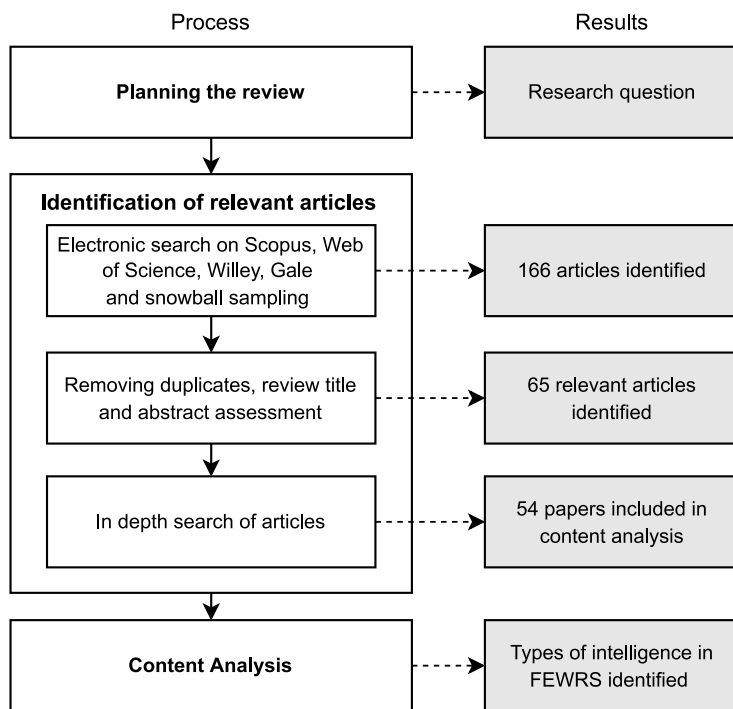 Process
Results
Planning the review
Research question
Identification of relevant articles
Electronic search on Scopus, Web
of Science, Willey, Gale
and snowball sampling
166 articles identified
Removing duplicates, review title
and abstract assessment
65 relevant articles
identified
In depth search of articles
54 papers included in
content analysis
Content Analysis
Types of intelligence in
FEWRS identified